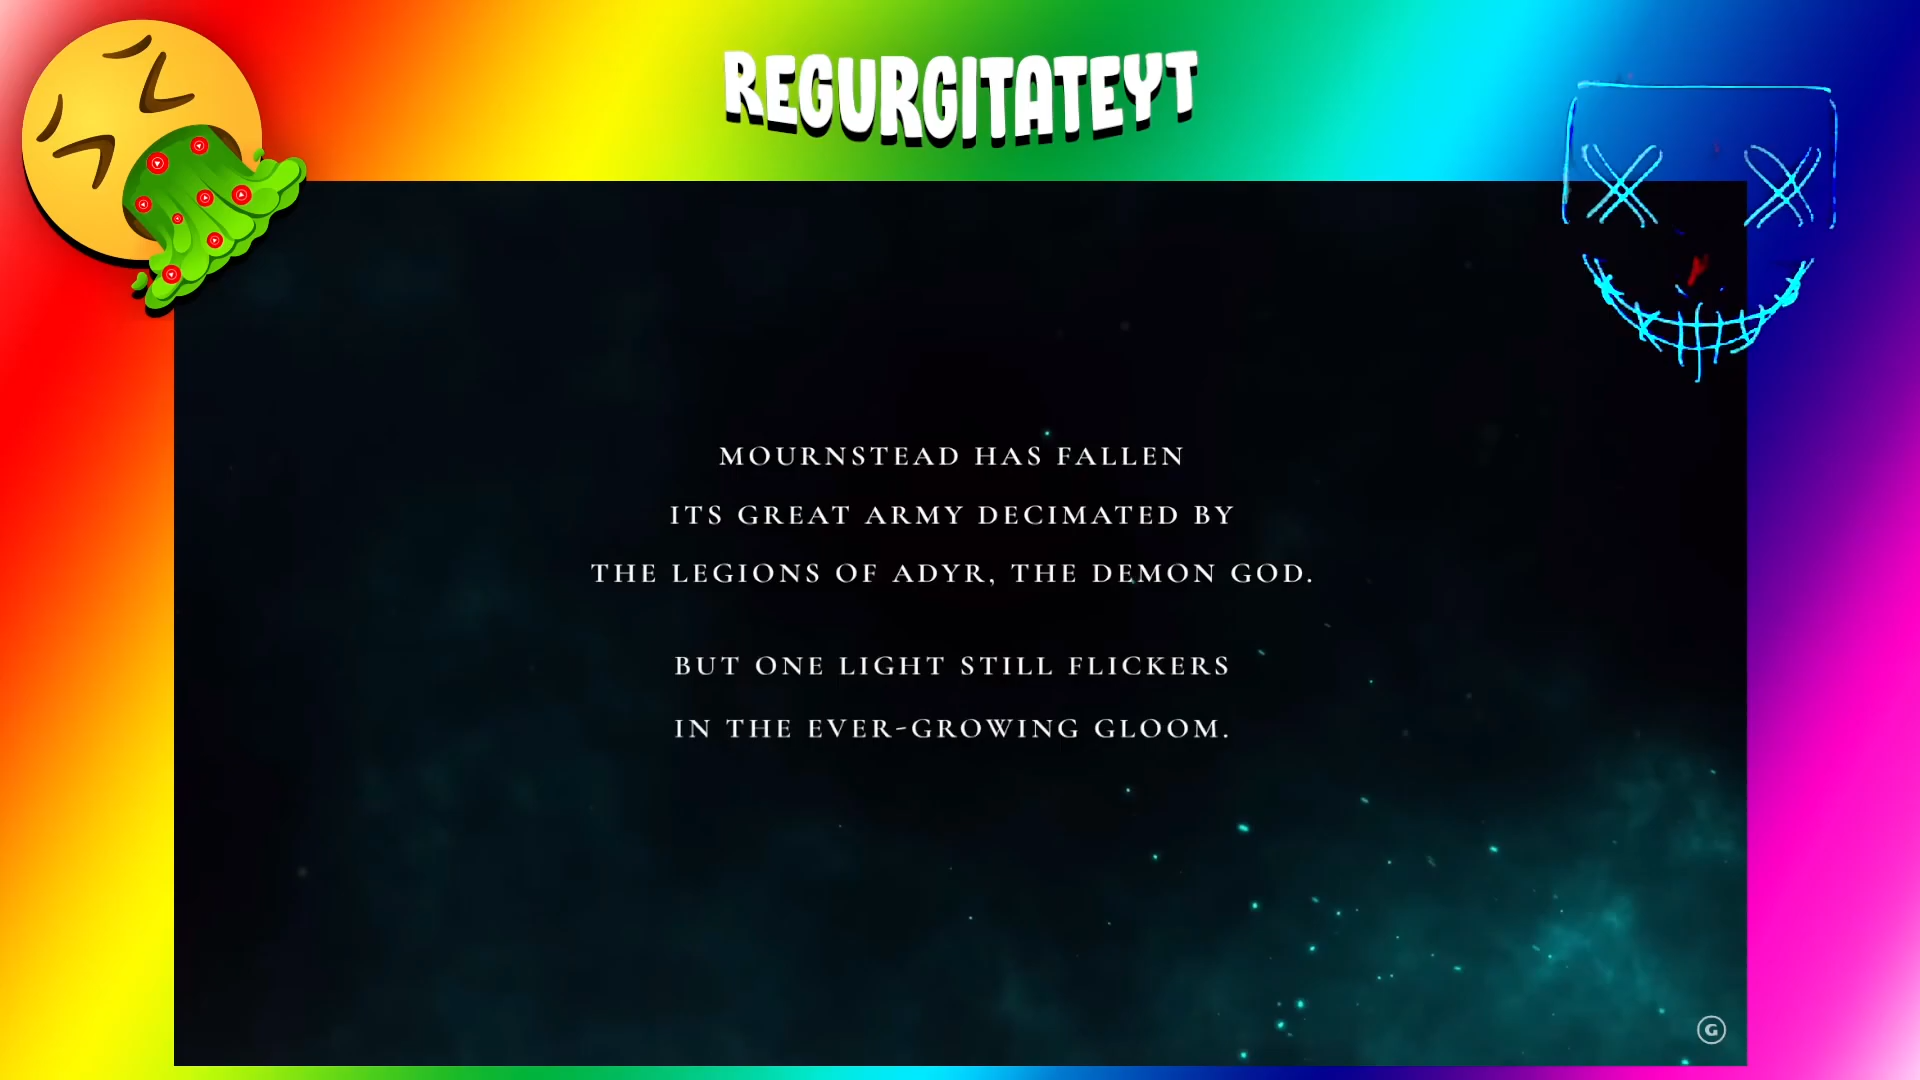 REGURGITATEYT
MOURNSTEAD HAS FALLEN
ITS GREAT ARMY DECIMATED BY
THE LEGIONS OF ADYR, THE DEMON GOD.
BUT ONE LIGHT STILL FLICKERS
IN THE EVER-GROWING GLOOM.
G